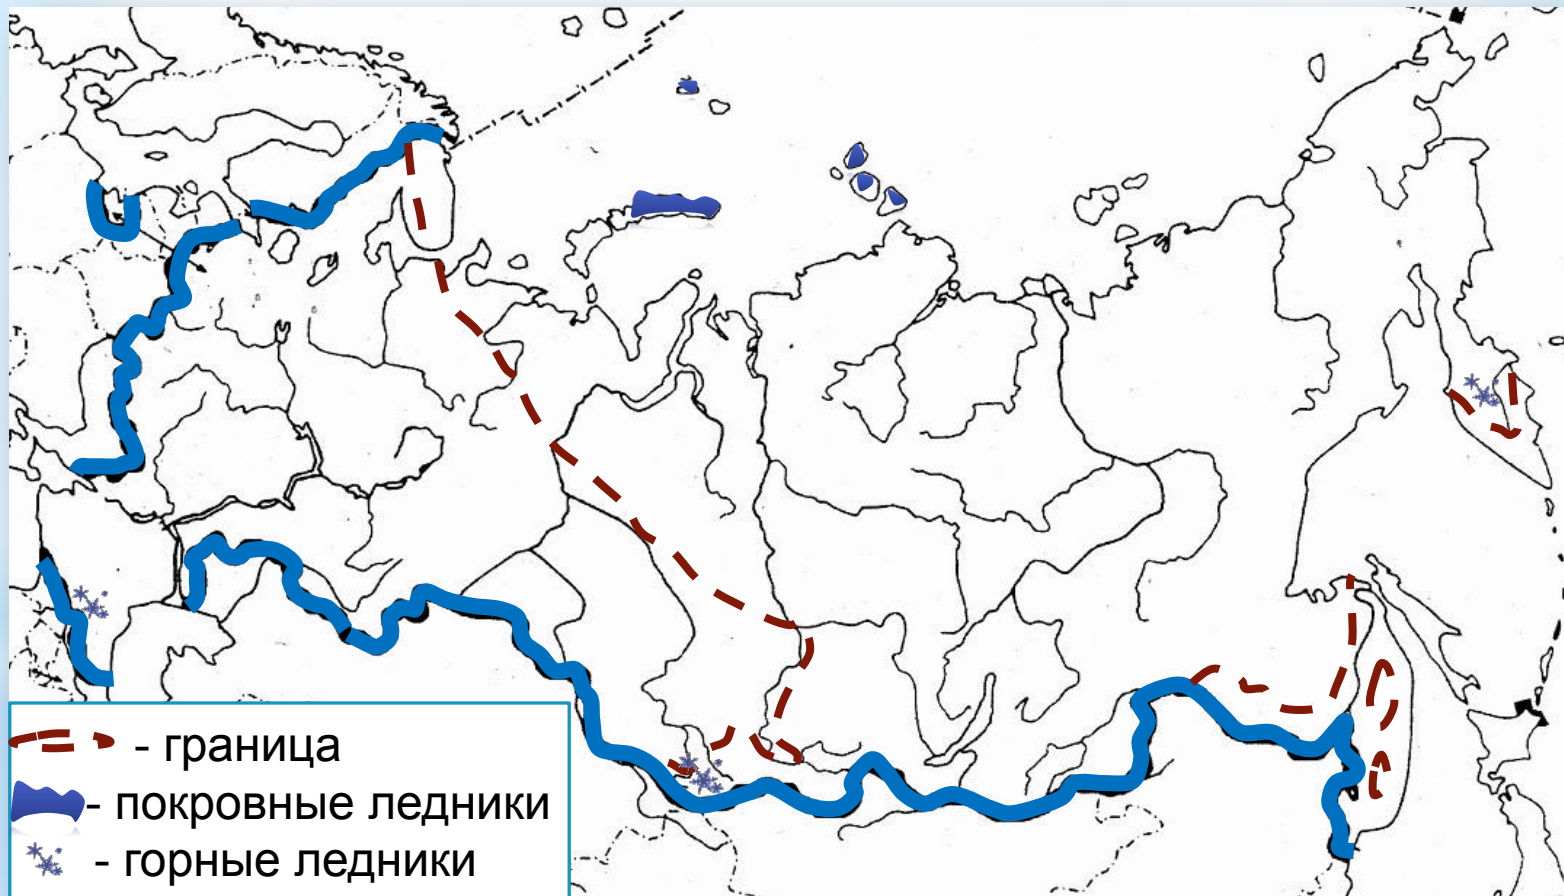 - граница
- покровные ледники
- горные ледники